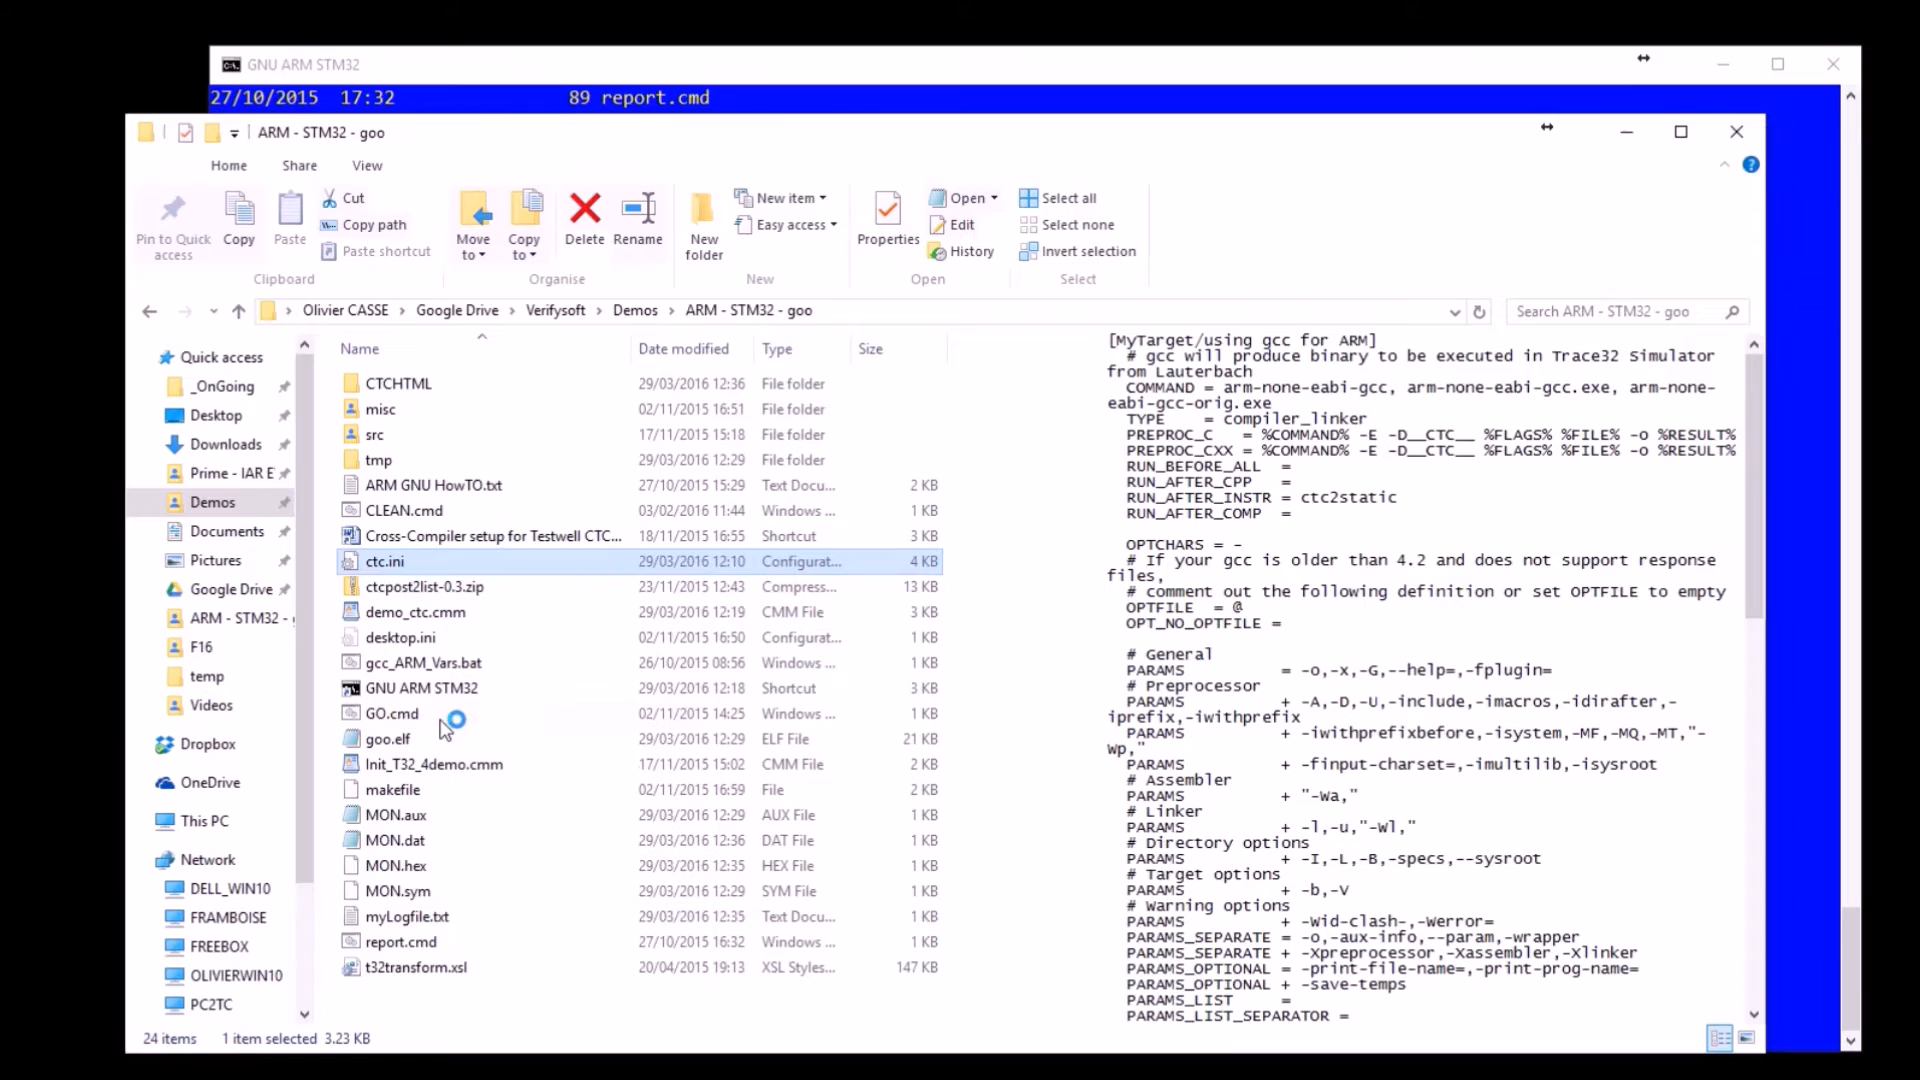 GNU ARM STM32
27/10/2015 17:32 89 report.cmd
ARM - STM32 - goo
Home Share View
Pin to Quick access
Copy
Paste
Cut
Copy path
Paste shortcut
Clipboard
Move to
Copy to
Delete
Rename
Organise
New folder
New item
Easy access
New
Properties
Open
Edit
History
Open
Select all
Select none
Invert selection
Select
Olivier CASSE > Google Drive > Verifysoft > Demos > ARM - STM32 - goo
Search ARM - STM32 - goo
Quick access
_OnGoing
Desktop
Downloads
Prime - IAR E
Demos
Documents
Pictures
Google Drive
ARM - STM32 -
F16
temp
Videos
Dropbox
OneDrive
This PC
Network
DELL_WIN10
FRAMBOISE
FREEBOX
OLIVIERWIN10
PC2TC
Name Date modified Type Size
CTCHTML 29/03/2016 12:36 File folder
misc 02/11/2015 16:51 File folder
src 17/11/2015 15:18 File folder
tmp 29/03/2016 12:29 File folder
ARM GNU HowTO.txt 27/10/2015 15:29 Text Docu... 2 KB
CLEAN.cmd 03/02/2016 11:44 Windows ... 1 KB
Cross-Compiler setup for Testwell CTC... 18/11/2015 16:55 Shortcut 3 KB
ctc.ini 29/03/2016 12:10 Configurat... 4 KB
ctcpost2list-0.3.zip 23/11/2015 12:43 Compress... 13 KB
demo_ctc.cmm 29/03/2016 12:19 CMM File 3 KB
desktop.ini 02/11/2015 16:50 Configurat... 1 KB
gcc_ARM_Vars.bat 26/10/2015 08:56 Windows ... 1 KB
GNU ARM STM32 29/03/2016 12:18 Shortcut 3 KB
GO.cmd 02/11/2015 14:25 Windows ... 1 KB
goo.elf 29/03/2016 12:29 ELF File 21 KB
Init_T32_4demo.cmm 17/11/2015 15:02 CMM File 2 KB
makefile 02/11/2015 16:59 File 2 KB
MON.aux 29/03/2016 12:29 AUX File 1 KB
MON.dat 29/03/2016 12:36 DAT File 1 KB
MON.hex 29/03/2016 12:35 HEX File 1 KB
MON.sym 29/03/2016 12:29 SYM File 1 KB
myLogfile.txt 29/03/2016 12:35 Text Docu... 1 KB
report.cmd 27/10/2015 16:32 Windows ... 1 KB
t32transform.xsl 20/04/2015 19:13 XSL Styles... 147 KB
[MyTarget/using gcc for ARM]
# gcc will produce binary to be executed in Trace32 Simulator
from Lauterbach
COMMAND = arm-none-eabi-gcc, arm-none-eabi-gcc.exe, arm-none-
eabi-gcc-orig.exe
TYPE = compiler_linker
PREPROC_C = %COMMAND% -E -D__CTC__ %FLAGS% %FILE% -o %RESULT%
PREPROC_CXX = %COMMAND% -E -D__CTC__ %FLAGS% %FILE% -o %RESULT%
RUN_BEFORE_ALL =
RUN_AFTER_CPP =
RUN_AFTER_INSTR = ctc2static
RUN_AFTER_COMP =
OPTCHARS = -
# If your gcc is older than 4.2 and does not support response
files,
# comment out the following definition or set OPTFILE to empty
OPTFILE = @
OPT_NO_OPTFILE =
# General
PARAMS = -o,-x,-G,--help=,-fplugin=
# Preprocessor
PARAMS + -A,-D,-U,-include,-imacros,-idirafter,-
iprefix,-iwithprefix
PARAMS + -iwithprefixbefore,-isystem,-MF,-MQ,-MT,"-
Wp,"
PARAMS + -finput-charset=,-imultilib,-isysroot
# Assembler
PARAMS + "-Wa,"
# Linker
PARAMS + -l,-u,"-Wl,"
# Directory options
PARAMS + -I,-L,-B,-specs,--sysroot
# Target options
PARAMS + -b,-V
# Warning options
PARAMS + -Wid-clash-,-Werror=
PARAMS_SEPARATE = -o,-aux-info,--param,-wrapper
PARAMS_SEPARATE + -Xpreprocessor,-Xassembler,-Xlinker
PARAMS_OPTIONAL = -print-file-name=,-print-prog-name=
PARAMS_OPTIONAL + -save-temps
PARAMS_LIST =
PARAMS_LIST_SEPARATOR =
24 items 1 item selected 3.23 KB